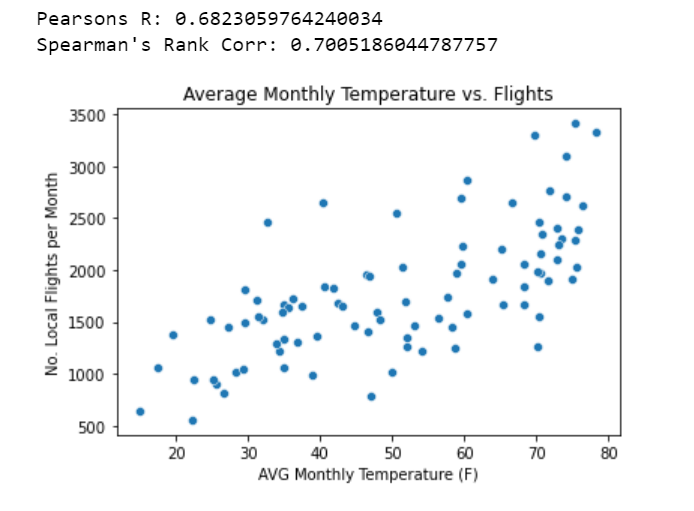 Pearsons R: 0.6823059764240034
Spearman's Rank Corr: 0.7005186044787757
Average Monthly Temperature vs. Flights
No. Local Flights per Month
3500
3000
2500
2000
1500
1000
500
20 30 40 50 60 70 80
AVG Monthly Temperature (F)